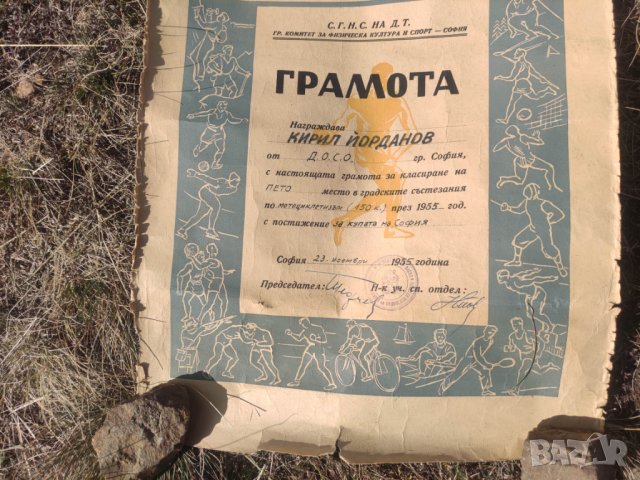 С.Г.Н.С. НА Д.Т.
ГР. КОМИТЕТ ЗА ФИЗИЧЕСКА КУЛТУРА И СПОРТ — СОФИЯ
ГРАМОТА
Награждава
КИРИЛ ЙОРДАНОВ
от Д.О.С.О. гр. София,
с настоящата грамота за класиране на
ПЕТО място в градските състезания
по мотоциклетизъм (150 к.) през 1955 год.
с постижение За купата на София
София 23. ноември 1955 година
Председател: Н-к уч. сп. отдел:
BAZAR